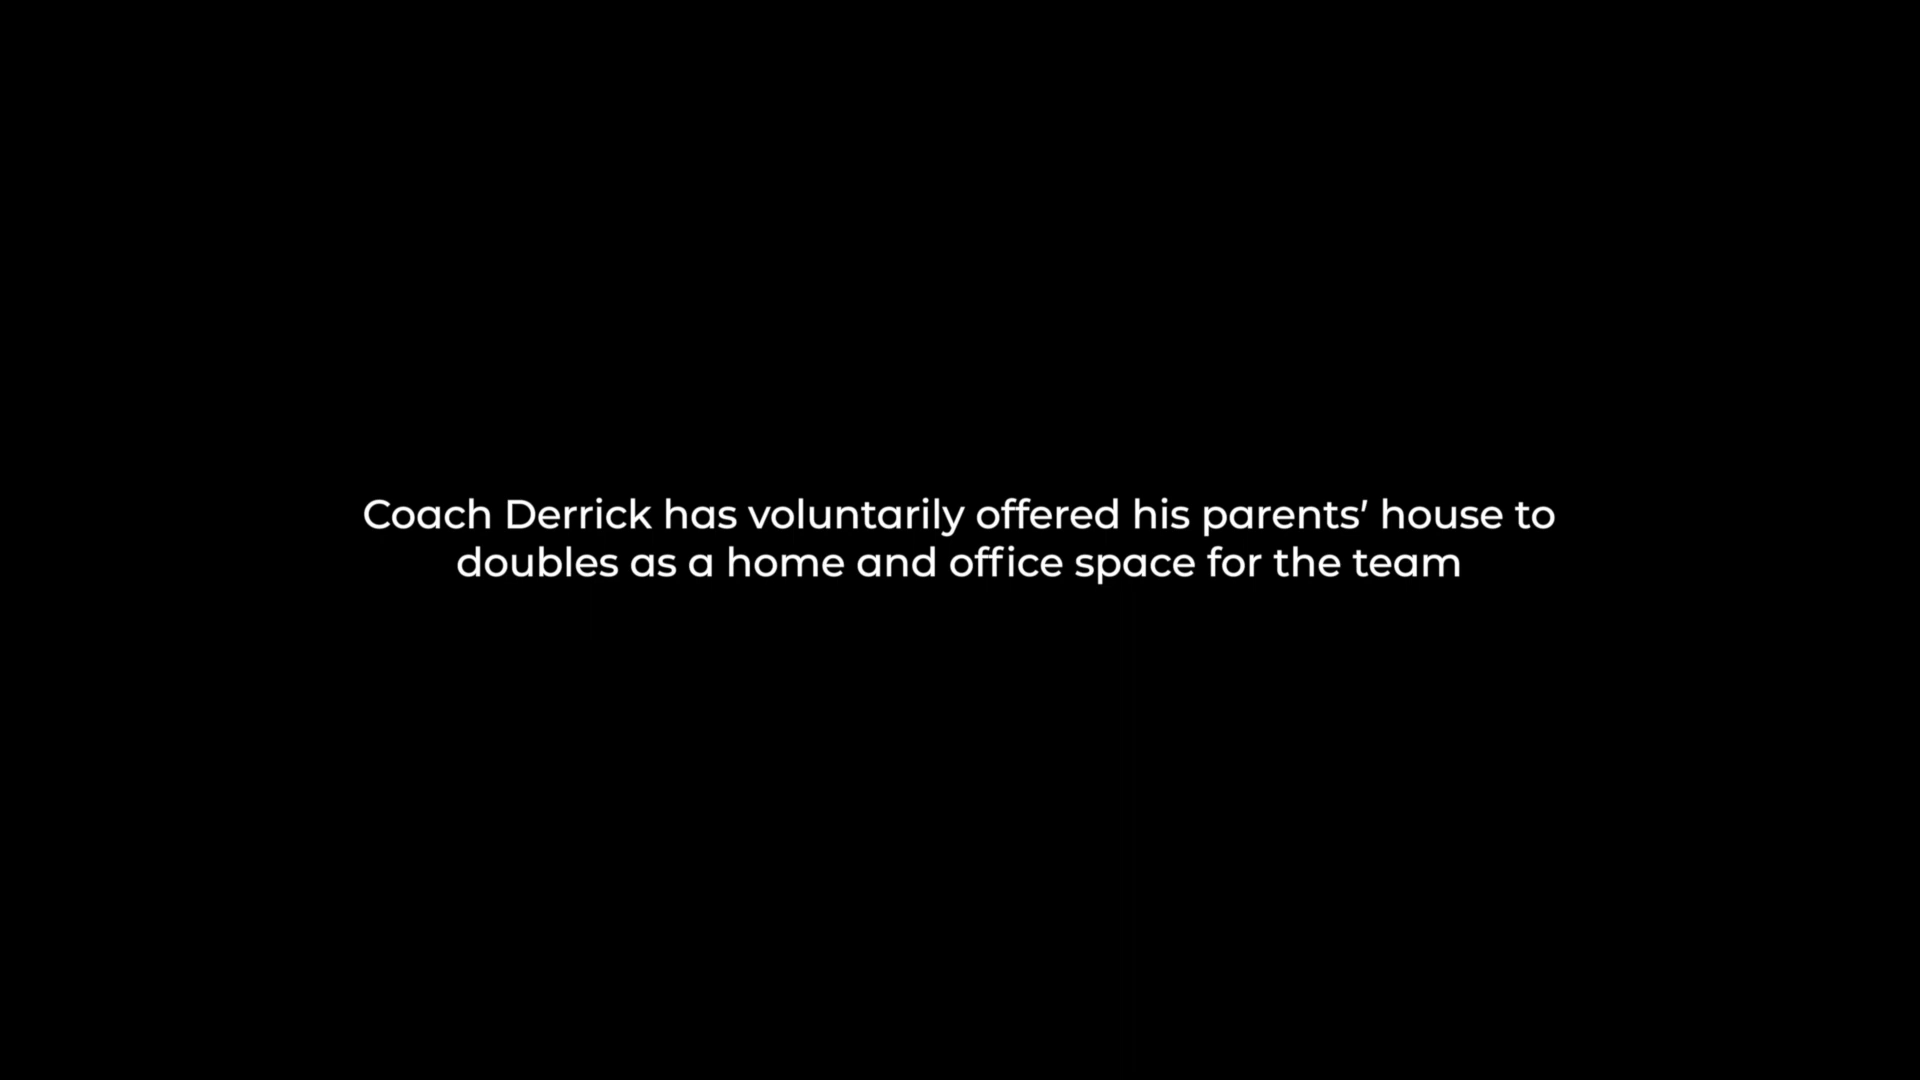 Coach Derrick has voluntarily offered his parents’ house to
doubles as a home and office space for the team